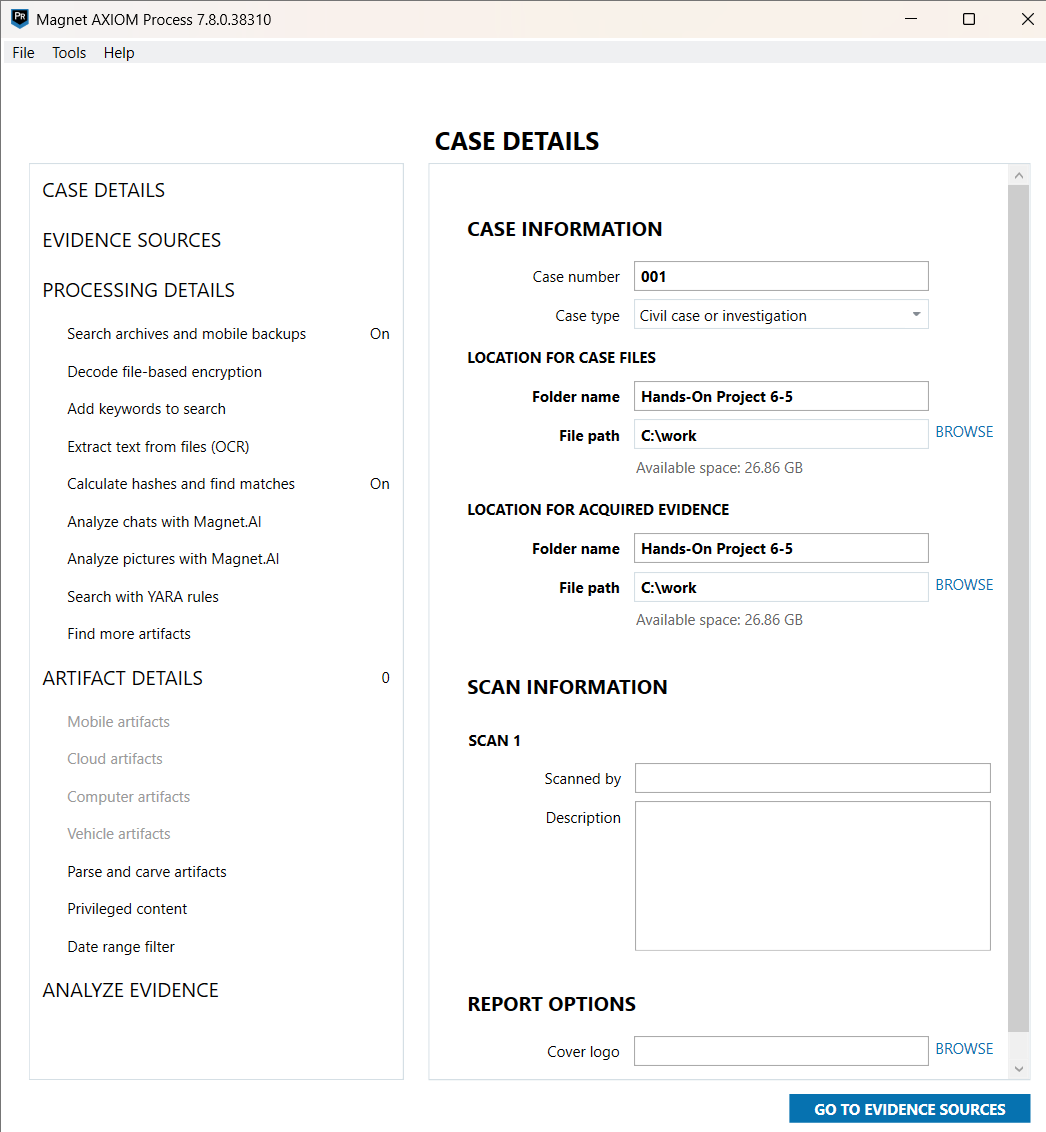 PR Magnet AXIOM Process 7.8.0.38310
File Tools Help
CASE DETAILS
CASE DETAILS
EVIDENCE SOURCES
PROCESSING DETAILS
Search archives and mobile backups On
Decode file-based encryption
Add keywords to search
Extract text from files (OCR)
Calculate hashes and find matches On
Analyze chats with Magnet.AI
Analyze pictures with Magnet.AI
Search with YARA rules
Find more artifacts
ARTIFACT DETAILS 0
Mobile artifacts
Cloud artifacts
Computer artifacts
Vehicle artifacts
Parse and carve artifacts
Privileged content
Date range filter
ANALYZE EVIDENCE
CASE INFORMATION
Case number 001
Case type Civil case or investigation
LOCATION FOR CASE FILES
Folder name Hands-On Project 6-5
File path C:\work BROWSE
Available space: 26.86 GB
LOCATION FOR ACQUIRED EVIDENCE
Folder name Hands-On Project 6-5
File path C:\work BROWSE
Available space: 26.86 GB
SCAN INFORMATION
SCAN 1
Scanned by
Description
REPORT OPTIONS
Cover logo BROWSE
GO TO EVIDENCE SOURCES